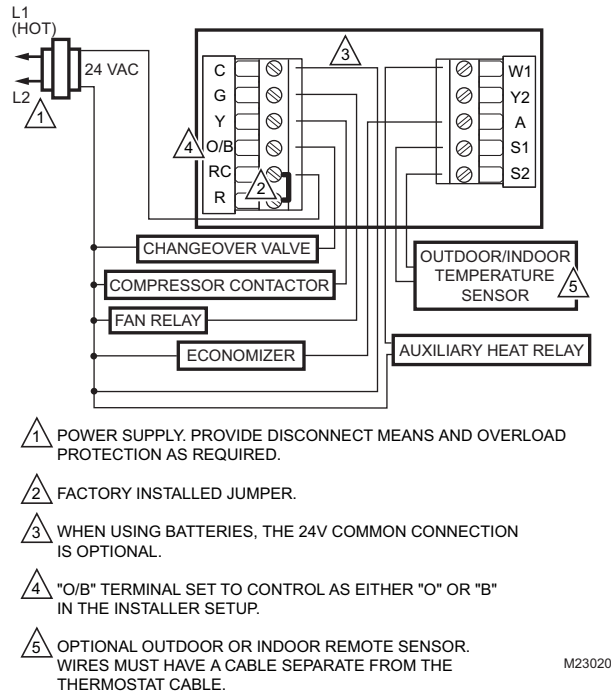 L1
(HOT)
24 VAC
L2
1
3
C
G
Y
4
O/B
RC
2
R
W1
Y2
A
S1
S2
CHANGEOVER VALVE
COMPRESSOR CONTACTOR
FAN RELAY
ECONOMIZER
OUTDOOR/INDOOR
TEMPERATURE
SENSOR
5
AUXILIARY HEAT RELAY
1 POWER SUPPLY. PROVIDE DISCONNECT MEANS AND OVERLOAD
PROTECTION AS REQUIRED.
2 FACTORY INSTALLED JUMPER.
3 WHEN USING BATTERIES, THE 24V COMMON CONNECTION
IS OPTIONAL.
4 "O/B" TERMINAL SET TO CONTROL AS EITHER "O" OR "B"
IN THE INSTALLER SETUP.
5 OPTIONAL OUTDOOR OR INDOOR REMOTE SENSOR.
WIRES MUST HAVE A CABLE SEPARATE FROM THE
THERMOSTAT CABLE.
M23020